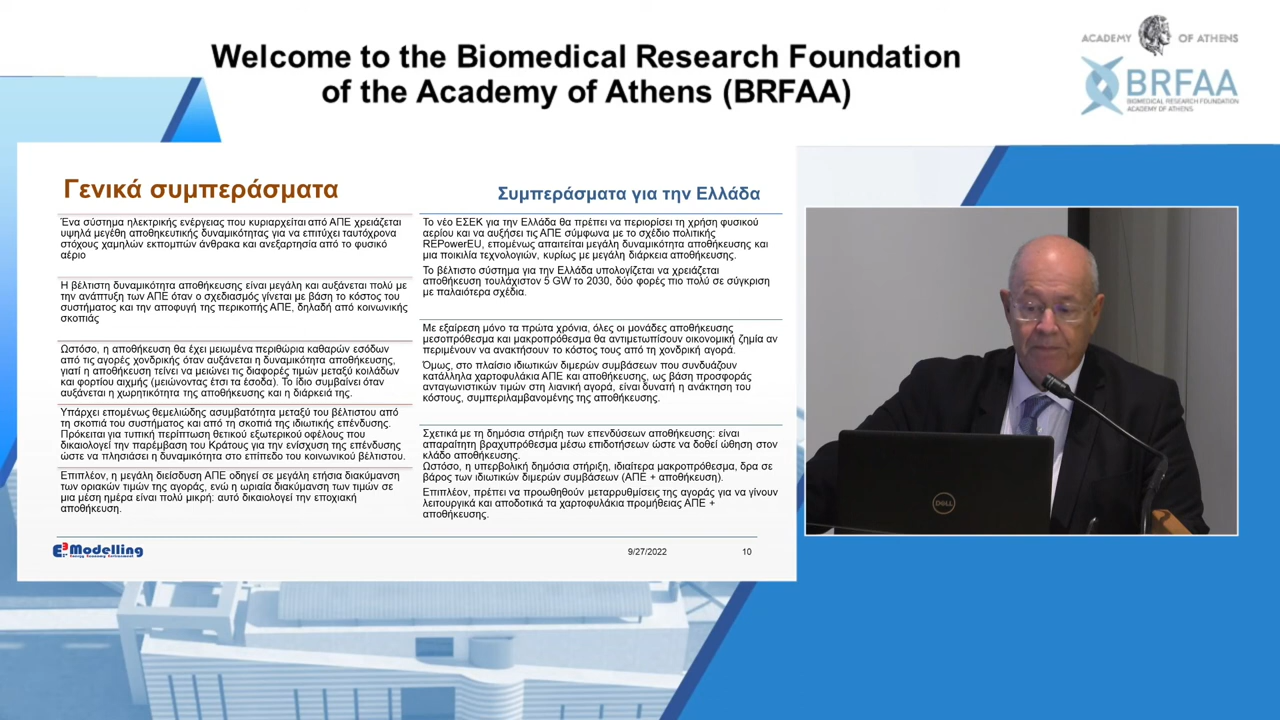 Welcome to the Biomedical Research Foundation
of the Academy of Athens (BRFAA)
ACADEMY OF ATHENS
BRFAA
BIOMEDICAL RESEARCH FOUNDATION
ACADEMY OF ATHENS
Γενικά συμπεράσματα
Ένα σύστημα ηλεκτρικής ενέργειας που κυριαρχείται από ΑΠΕ χρειάζεται
υψηλά μεγέθη αποθηκευτικής δυναμικότητας για να επιτύχει ταυτόχρονα
στόχους χαμηλών εκπομπών άνθρακα και ανεξαρτησία από το φυσικό
αέριο
Η βέλτιστη δυναμικότητα αποθήκευσης είναι μεγάλη και αυξάνεται πολύ με
την ανάπτυξη των ΑΠΕ όταν ο σχεδιασμός γίνεται με βάση το κόστος του
συστήματος και την αποφυγή της περικοπής ΑΠΕ, δηλαδή από κοινωνικής
σκοπιάς
Ωστόσο, η αποθήκευση θα έχει μειωμένα περιθώρια καθαρών εσόδων
από τις αγορές χονδρικής όταν αυξάνεται η δυναμικότητα αποθήκευσης,
γιατί η αποθήκευση τείνει να μειώνει τις διαφορές τιμών μεταξύ κοιλάδων
και φορτίου αιχμής (μειώνοντας έτσι τα έσοδα). Το ίδιο συμβαίνει όταν
αυξάνεται η χωρητικότητα της αποθήκευσης και η διάρκειά της.
Υπάρχει επομένως θεμελιώδης ασυμβατότητα μεταξύ του βέλτιστου από
τη σκοπιά του συστήματος και από τη σκοπιά της ιδιωτικής επένδυσης.
Πρόκειται για τυπική περίπτωση θετικού εξωτερικού οφέλους που
δικαιολογεί την παρέμβαση του Κράτους για την ενίσχυση της επένδυσης
ώστε να πλησιάσει η δυναμικότητα στο επίπεδο του κοινωνικού βέλτιστου.
Επιπλέον, η μεγάλη διείσδυση ΑΠΕ οδηγεί σε μεγάλη ετήσια διακύμανση
των οριακών τιμών της αγοράς, ενώ η ωριαία διακύμανση των τιμών σε
μια μέση ημέρα είναι πολύ μικρή: αυτό δικαιολογεί την εποχιακή
αποθήκευση.
Συμπεράσματα για την Ελλάδα
Το νέο ΕΣΕΚ για την Ελλάδα θα πρέπει να περιορίσει τη χρήση φυσικού
αερίου και να αυξήσει τις ΑΠΕ σύμφωνα με το σχέδιο πολιτικής
REPowerEU, επομένως απαιτείται μεγάλη δυναμικότητα αποθήκευσης και
μια ποικιλία τεχνολογιών, κυρίως με μεγάλη διάρκεια αποθήκευσης.
Το βέλτιστο σύστημα για την Ελλάδα υπολογίζεται να χρειάζεται
αποθήκευση τουλάχιστον 5 GW το 2030, δύο φορές πιο πολύ σε σύγκριση
με παλαιότερα σχέδια.
Με εξαίρεση μόνο τα πρώτα χρόνια, όλες οι μονάδες αποθήκευσης
μεσοπρόθεσμα και μακροπρόθεσμα θα αντιμετωπίσουν οικονομική ζημία αν
περιμένουν να ανακτήσουν το κόστος τους από τη χονδρική αγορά.
Όμως, στο πλαίσιο ιδιωτικών διμερών συμβάσεων που συνδυάζουν
κατάλληλα χαρτοφυλάκια ΑΠΕ και αποθήκευσης, ως βάση προσφοράς
ανταγωνιστικών τιμών στη λιανική αγορά, είναι δυνατή η ανάκτηση του
κόστους, συμπεριλαμβανομένης της αποθήκευσης.
Σχετικά με τη δημόσια στήριξη των επενδύσεων αποθήκευσης: είναι
απαραίτητη βραχυπρόθεσμα μέσω επιδοτήσεων ώστε να δοθεί ώθηση στον
κλάδο αποθήκευσης.
Ωστόσο, η υπερβολική δημόσια στήριξη, ιδιαίτερα μακροπρόθεσμα, δρα σε
βάρος των ιδιωτικών διμερών συμβάσεων (ΑΠΕ + αποθήκευση).
Επιπλέον, πρέπει να προωθηθούν μεταρρυθμίσεις της αγοράς για να γίνουν
λειτουργικά και αποδοτικά τα χαρτοφυλάκια προμήθειας ΑΠΕ +
αποθήκευσης.
E3 Modelling
Energy Economy Environment
9/27/2022
10
DELL